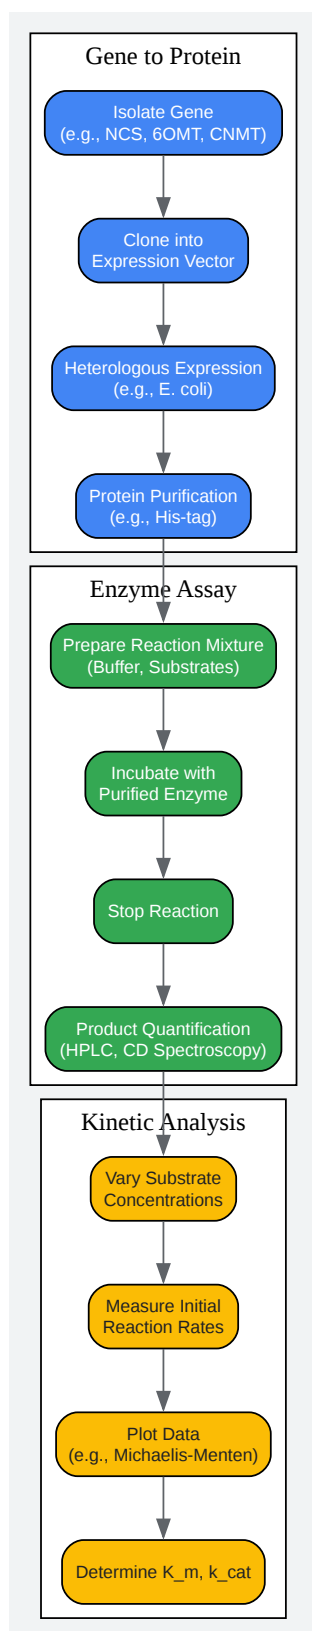 Gene to Protein
Isolate Gene
(e.g., NCS, 6OMT, CNMT)
Clone into
Expression Vector
Heterologous Expression
(e.g., E. coli)
Protein Purification
(e.g., His-tag)
Enzyme Assay
Prepare Reaction Mixture
(Buffer, Substrates)
Incubate with
Purified Enzyme
Stop Reaction
Product Quantification
(HPLC, CD Spectroscopy)
Kinetic Analysis
Vary Substrate
Concentrations
Measure Initial
Reaction Rates
Plot Data
(e.g., Michaelis-Menten)
Determine K_m, k_cat